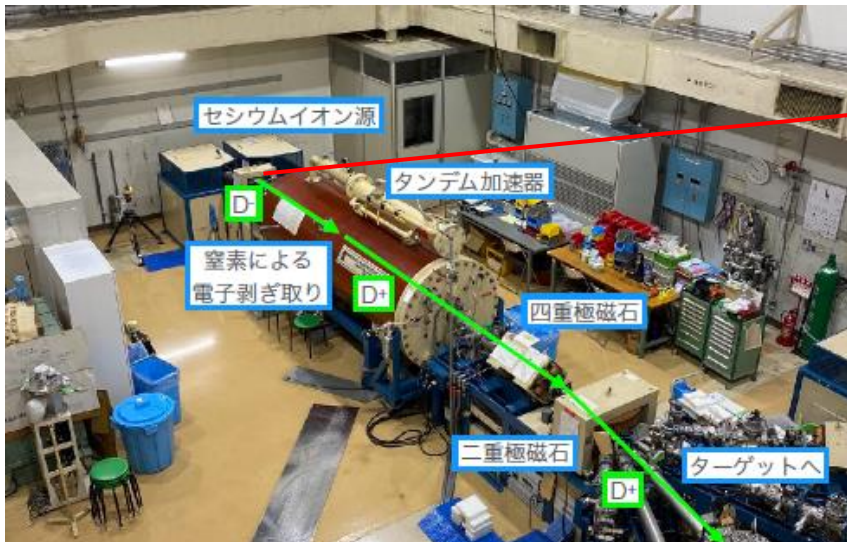 セシウムイオン源
タンデム加速器
D-
窒素による
電子剥ぎ取り
D+
四重極磁石
二重極磁石
ターゲットへ
D+